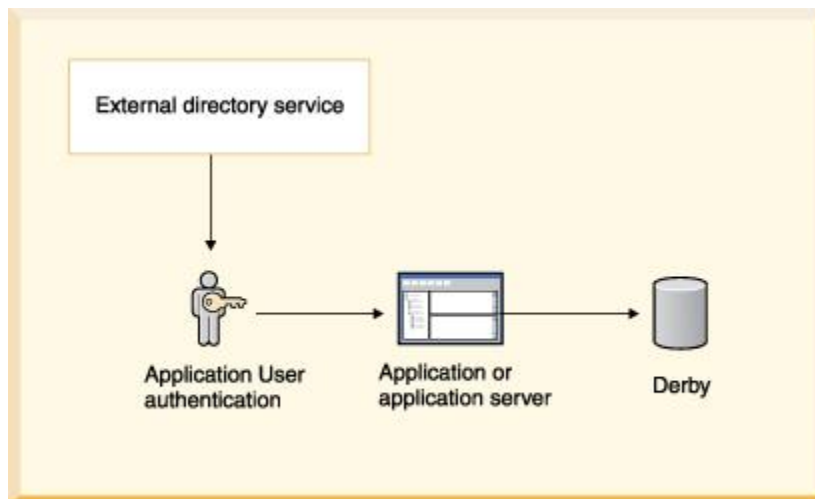 External directory service
Application User
authentication
Application or
application server
Derby